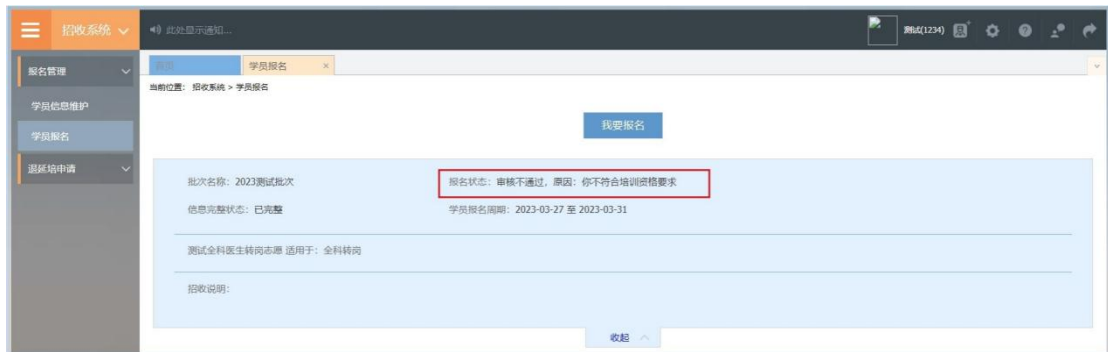 招收系统
此处显示通知...
测试(1234)
报名管理
首页
学员报名
当前位置： 招收系统 > 学员报名
学员信息维护
学员报名
我要报名
退延培申请
批次名称：2023测试批次
报名状态：审核不通过，原因：你不符合培训资格要求
信息完整状态：已完整
学员报名周期：2023-03-27 至 2023-03-31
测试全科医生转岗志愿 适用于：全科转岗
招收说明：
收起